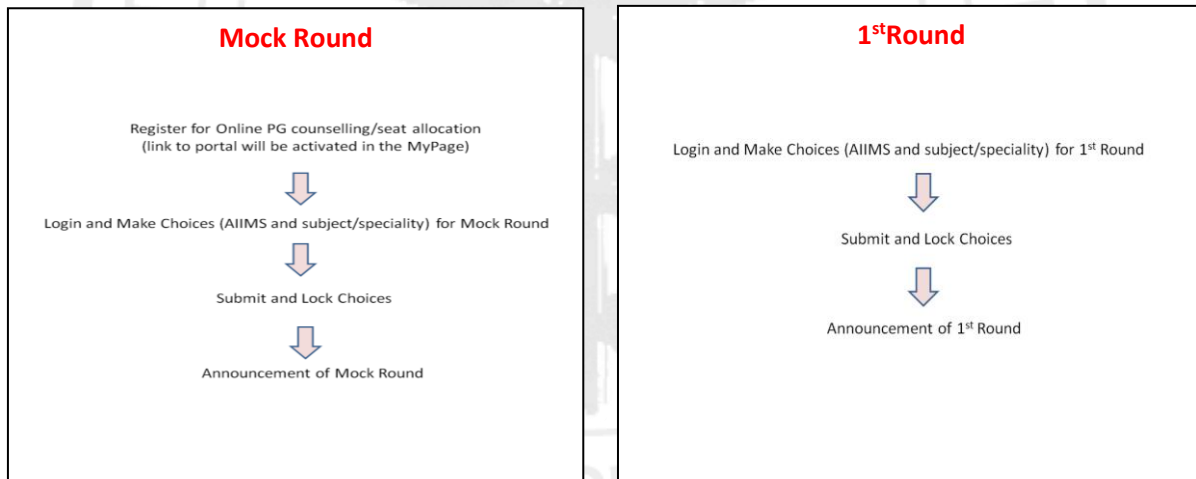 Mock Round
Register for Online PG counselling/seat allocation
(link to portal will be activated in the MyPage)
Login and Make Choices (AIIMS and subject/speciality) for Mock Round
Submit and Lock Choices
Announcement of Mock Round
1stRound
Login and Make Choices (AIIMS and subject/speciality) for 1st Round
Submit and Lock Choices
Announcement of 1st Round